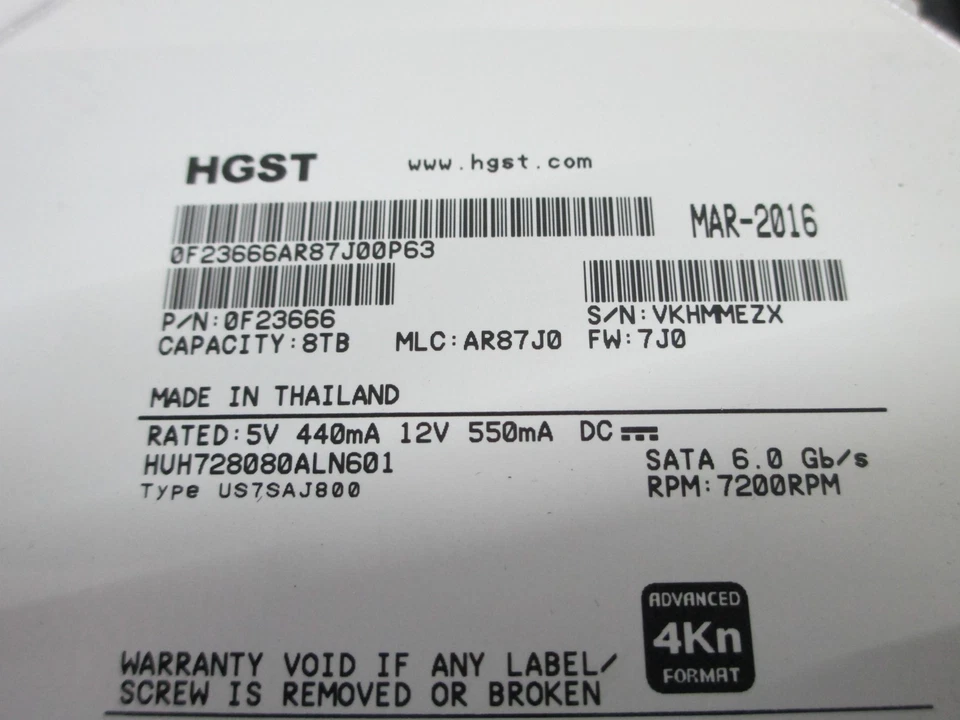 HGST www.hgst.com
MAR-2016
0F23666AR87J00P63
P/N:0F23666 S/N:VKHMMEZX
CAPACITY:8TB MLC:AR87J0 FW:7J0
MADE IN THAILAND
RATED:5V 440mA 12V 550mA DC
HUH728080ALN601 SATA 6.0 Gb/s
Type US7SAJ800 RPM:7200RPM
ADVANCED
4Kn
FORMAT
WARRANTY VOID IF ANY LABEL/
SCREW IS REMOVED OR BROKEN